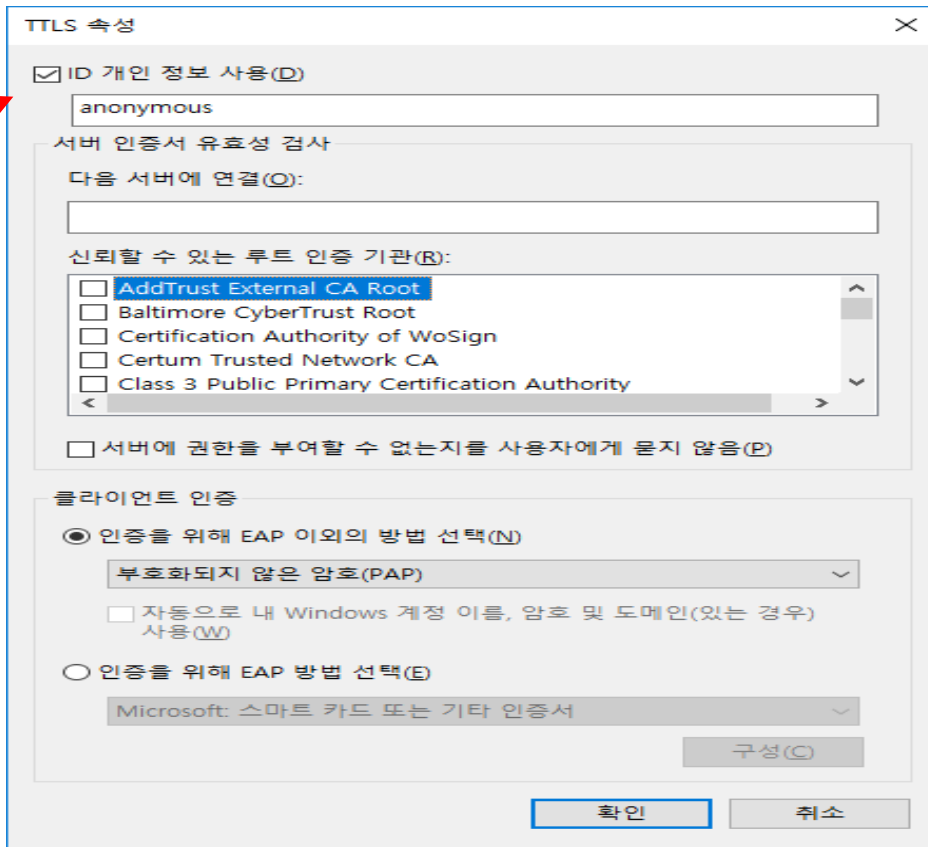 TTLS 속성
ID 개인 정보 사용(D)
anonymous
서버 인증서 유효성 검사
다음 서버에 연결(O):
신뢰할 수 있는 루트 인증 기관(R):
AddTrust External CA Root
Baltimore CyberTrust Root
Certification Authority of WoSign
Certum Trusted Network CA
Class 3 Public Primary Certification Authority
서버에 권한을 부여할 수 없는지를 사용자에게 묻지 않음(P)
클라이언트 인증
인증을 위해 EAP 이외의 방법 선택(N)
부호화되지 않은 암호(PAP)
자동으로 내 Windows 계정 이름, 암호 및 도메인(있는 경우)
사용(W)
인증을 위해 EAP 방법 선택(E)
Microsoft: 스마트 카드 또는 기타 인증서
구성(C)
확인
취소